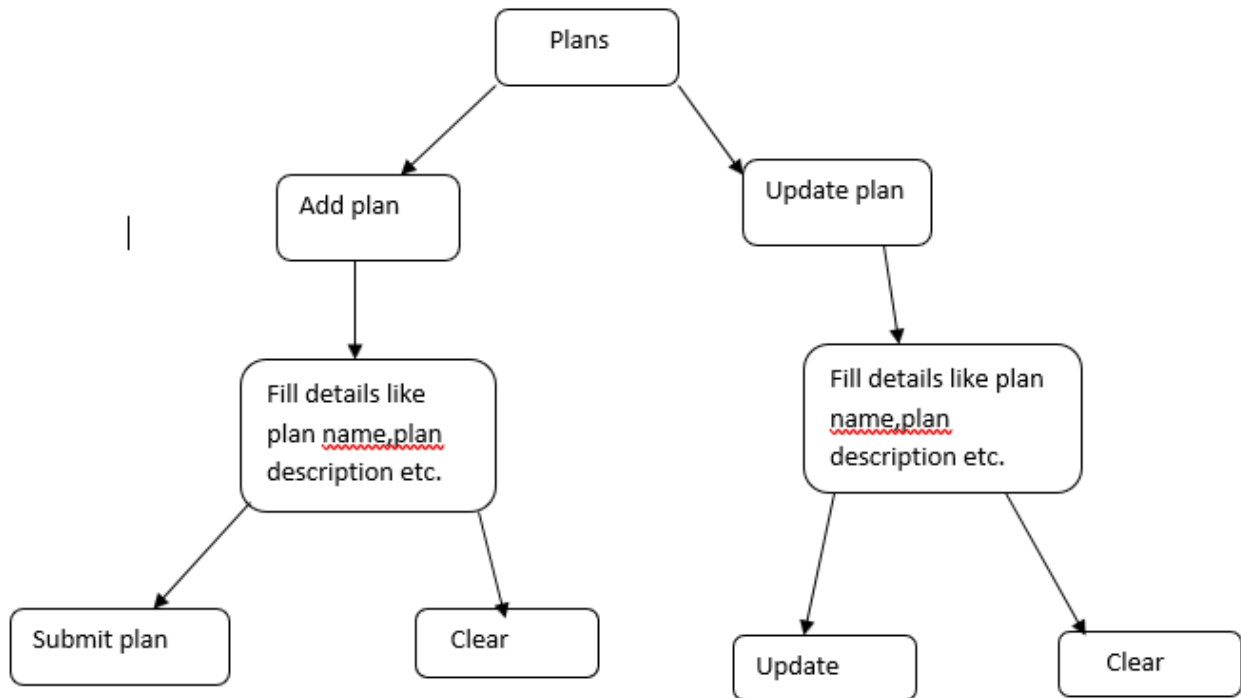 Plans
Add plan
Update plan
Fill details like
plan name,plan
description etc.
Fill details like plan
name,plan
description etc.
Submit plan
Clear
Update
Clear